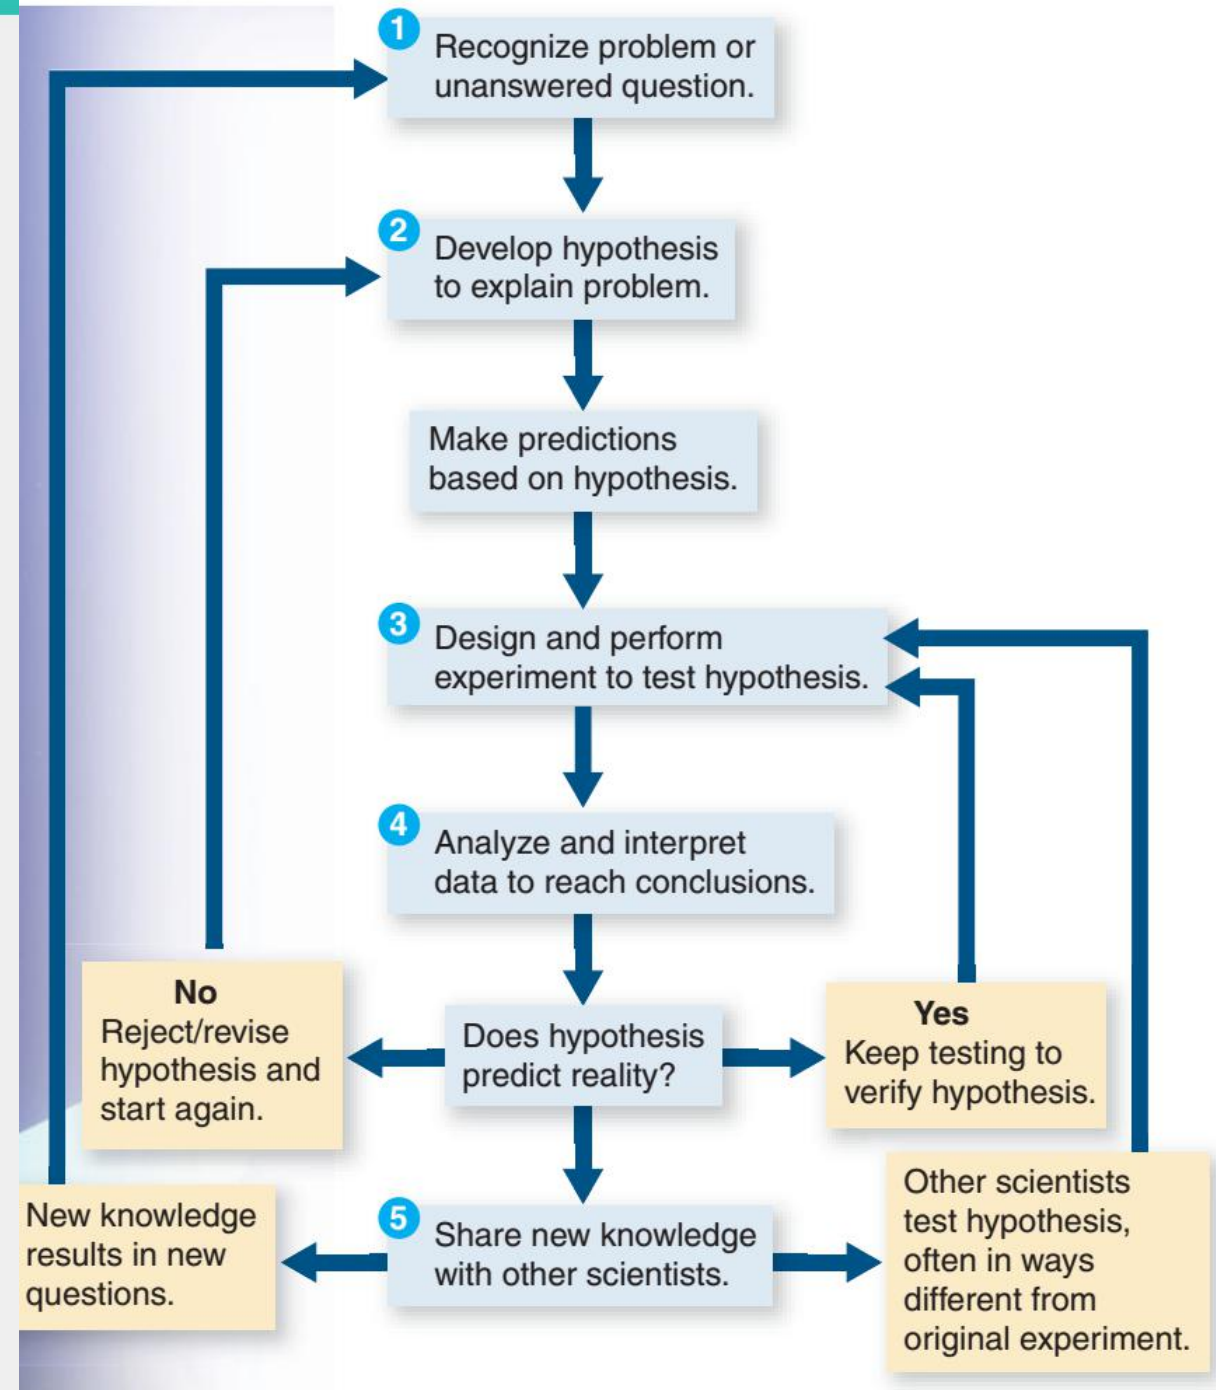 1
Recognize problem or
unanswered question.
2
Develop hypothesis
to explain problem.
Make predictions
based on hypothesis.
3
Design and perform
experiment to test hypothesis.
4
Analyze and interpret
data to reach conclusions.
No
Reject/revise
hypothesis and
start again.
Does hypothesis
predict reality?
Yes
Keep testing to
verify hypothesis.
New knowledge
results in new
questions.
5
Share new knowledge
with other scientists.
Other scientists
test hypothesis,
often in ways
different from
original experiment.